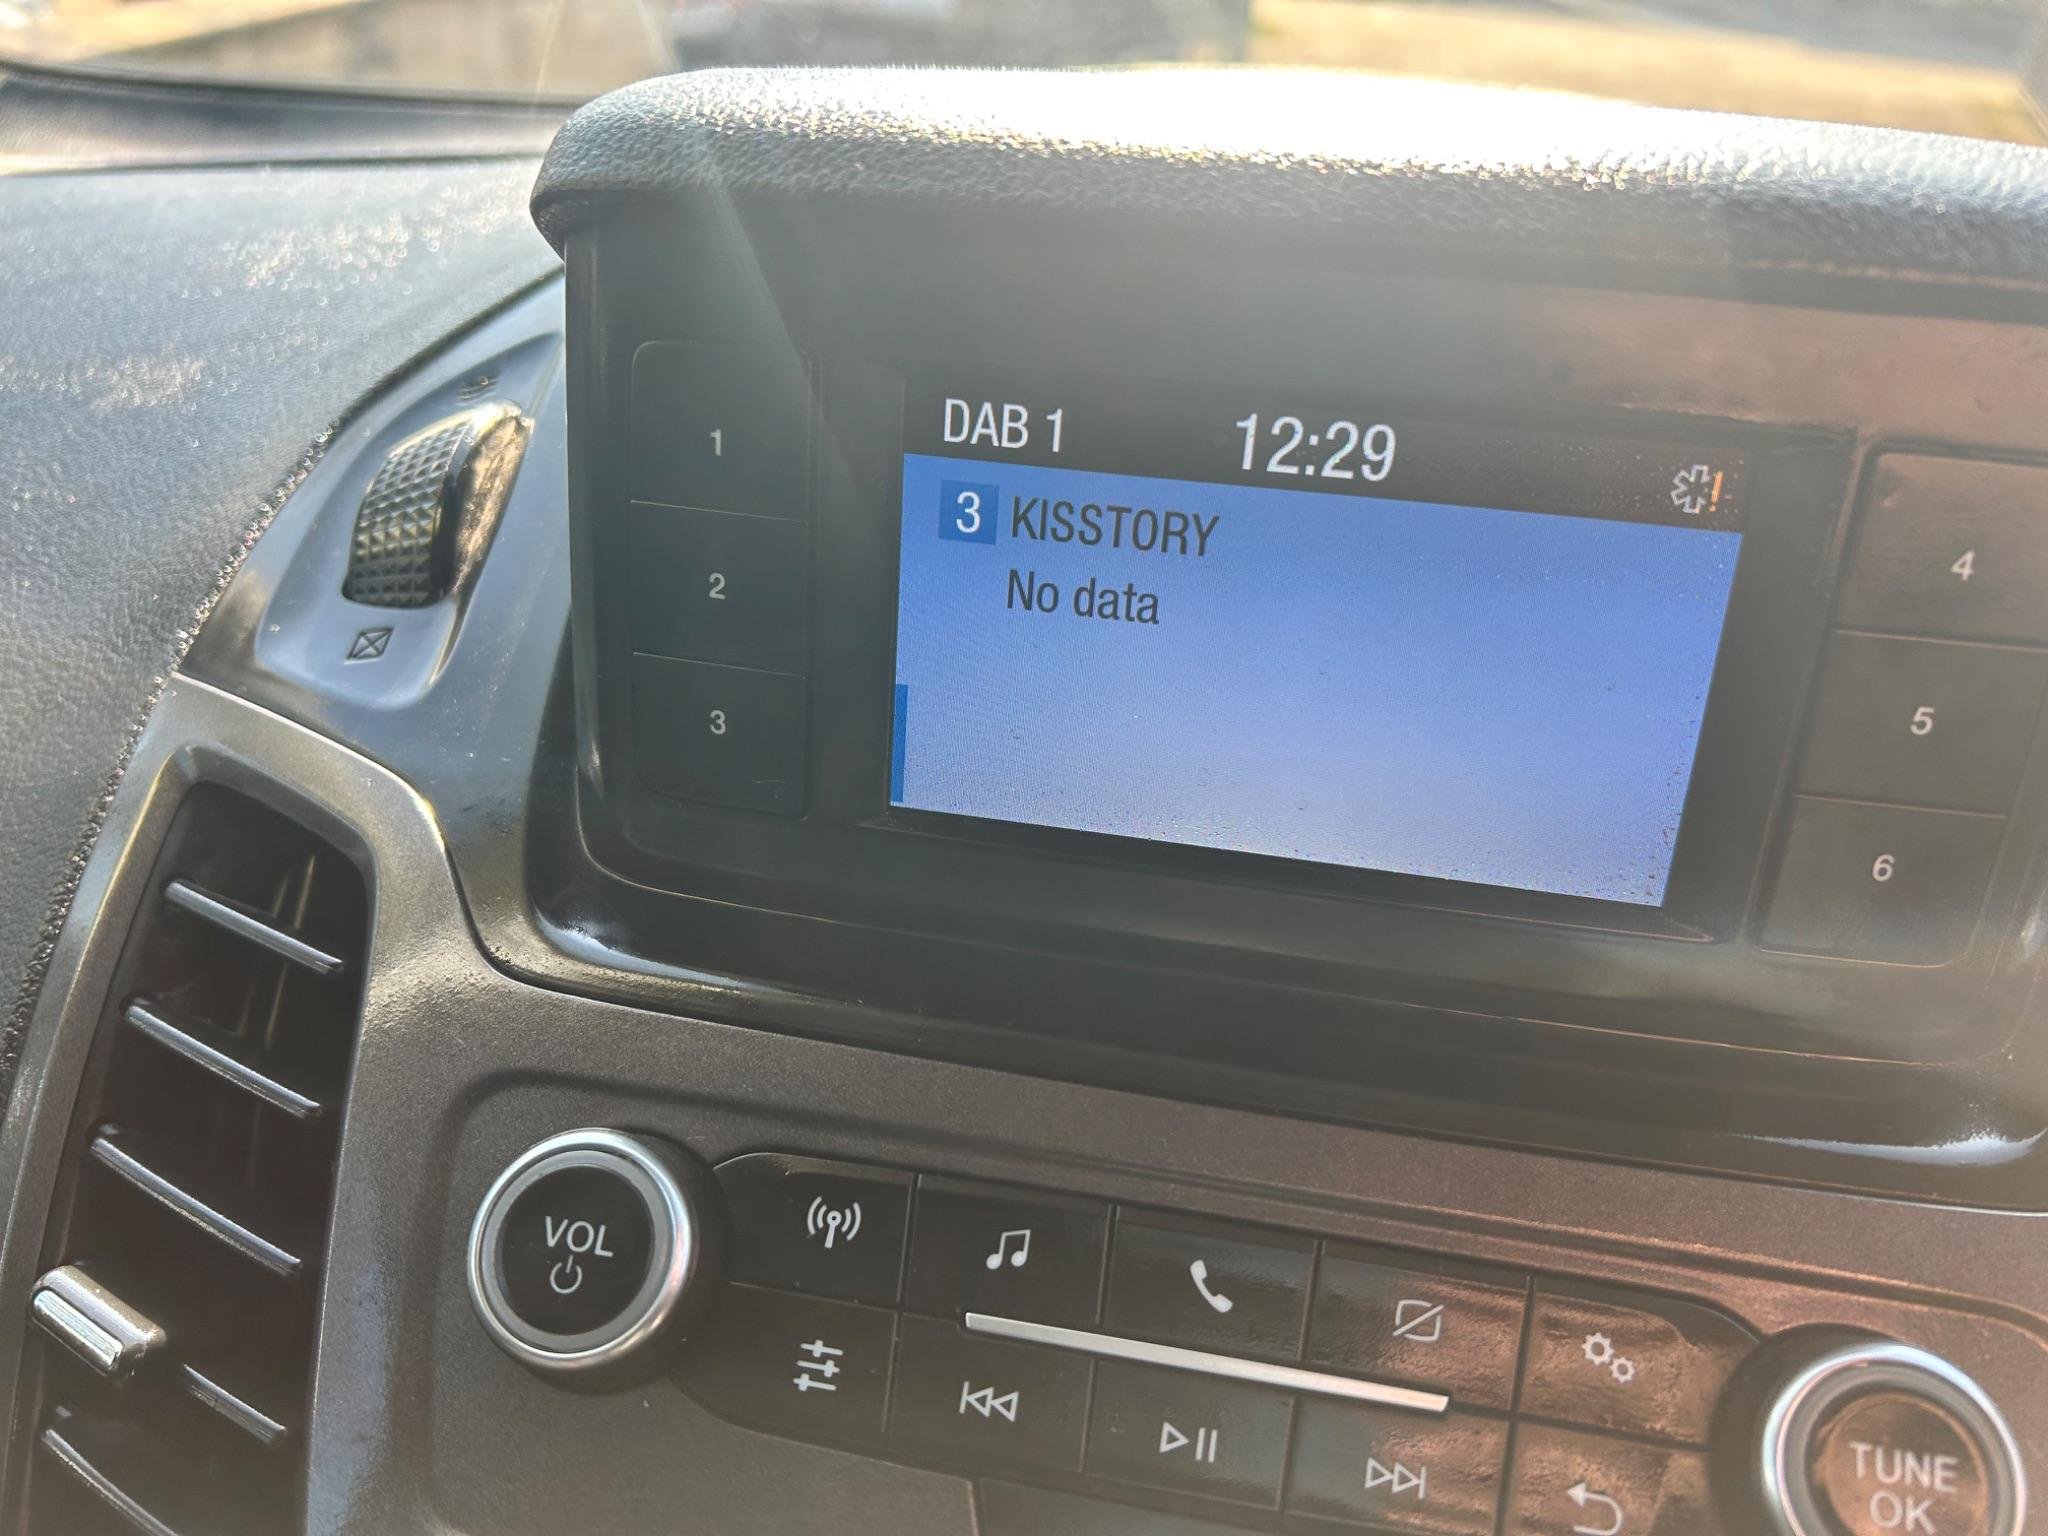 DAB 1 12:29
3 KISSTORY
No data
1
2
3
4
5
6
VOL
TUNE
OK